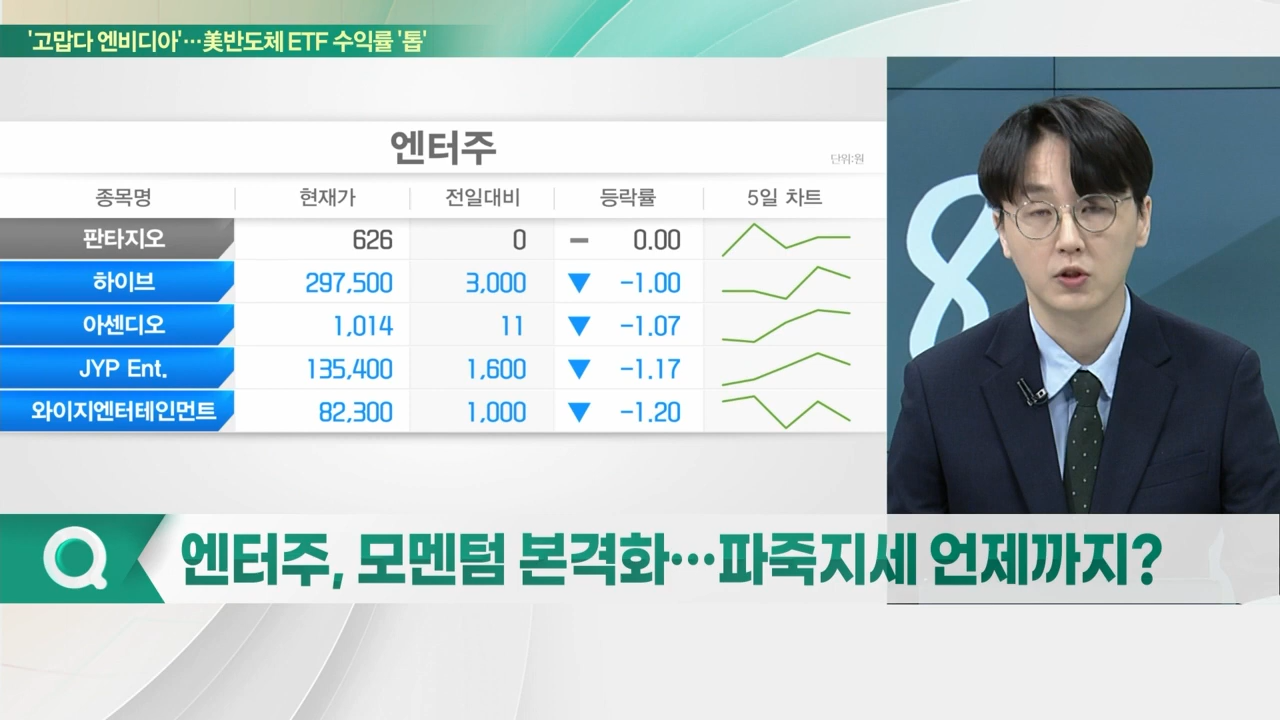 '고맙다 엔비디아'…美반도체 ETF 수익률 '톱'
엔터주
단위:원
종목명 현재가 전일대비 등락률 5일 차트
판타지오 626 0 – 0.00
하이브 297,500 3,000 ▼ -1.00
아센디오 1,014 11 ▼ -1.07
JYP Ent. 135,400 1,600 ▼ -1.17
와이지엔터테인먼트 82,300 1,000 ▼ -1.20
8
Q 엔터주, 모멘텀 본격화…파죽지세 언제까지?